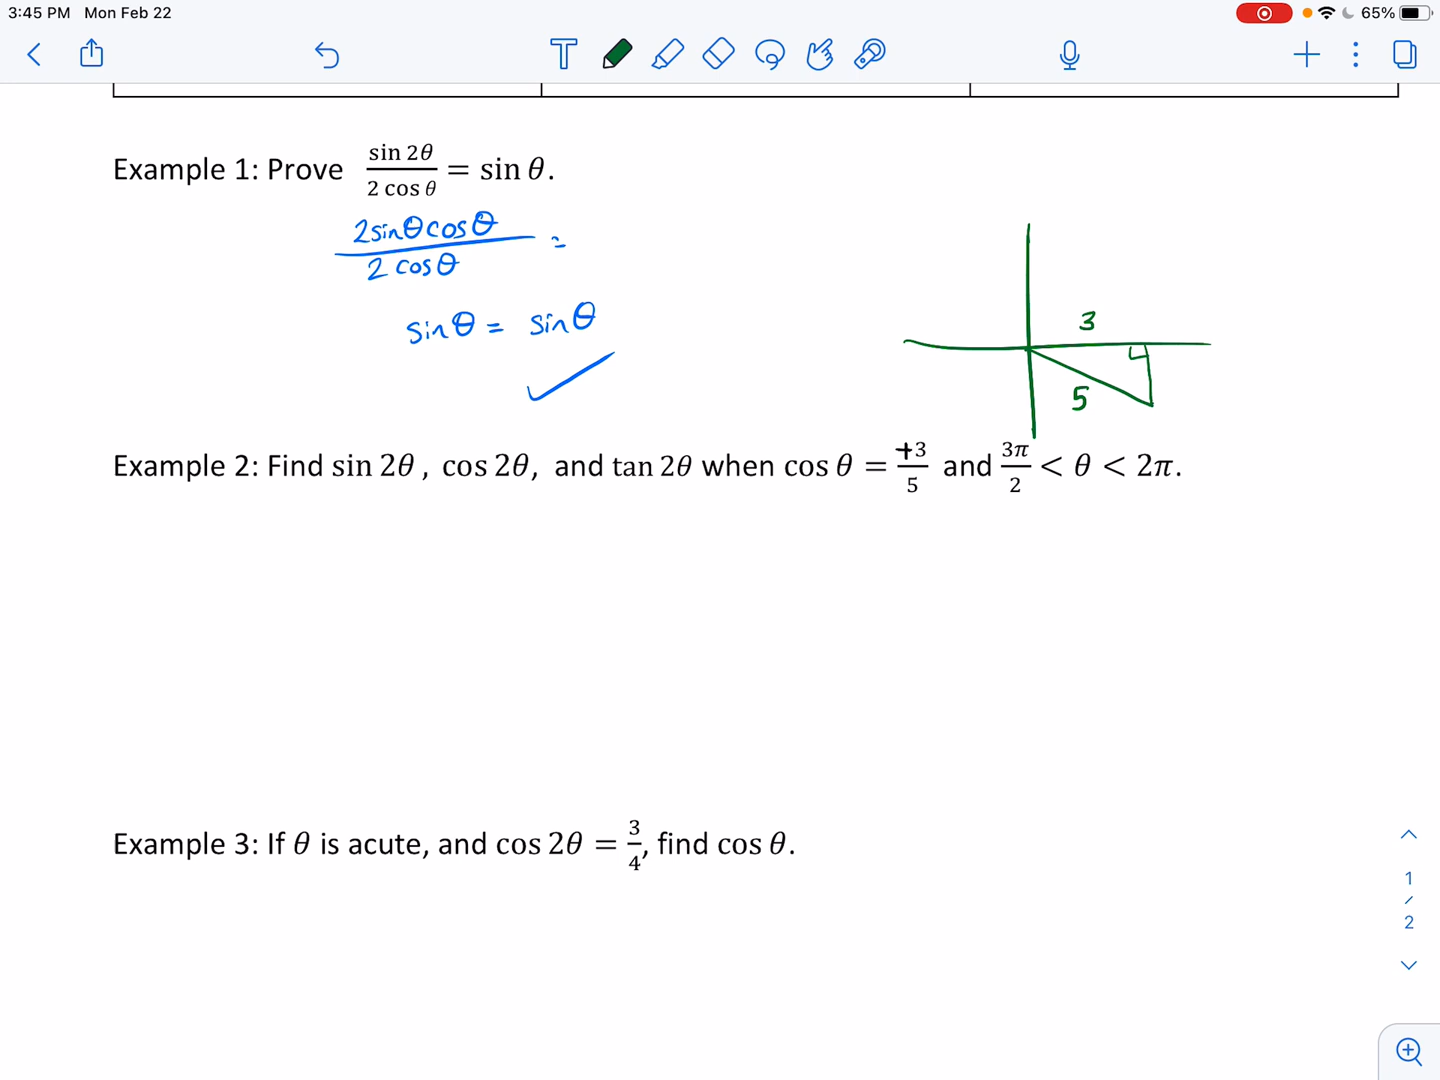 3:45 PM Mon Feb 22
65%
Example 1: Prove sin 2θ / 2 cos θ = sin θ.
2sinθcosθ / 2 cosθ =
sinθ = sinθ
3
5
Example 2: Find sin 2θ , cos 2θ, and tan 2θ when cos θ = +3/5 and 3π/2 < θ < 2π.
Example 3: If θ is acute, and cos 2θ = 3/4, find cos θ.
1
/
2